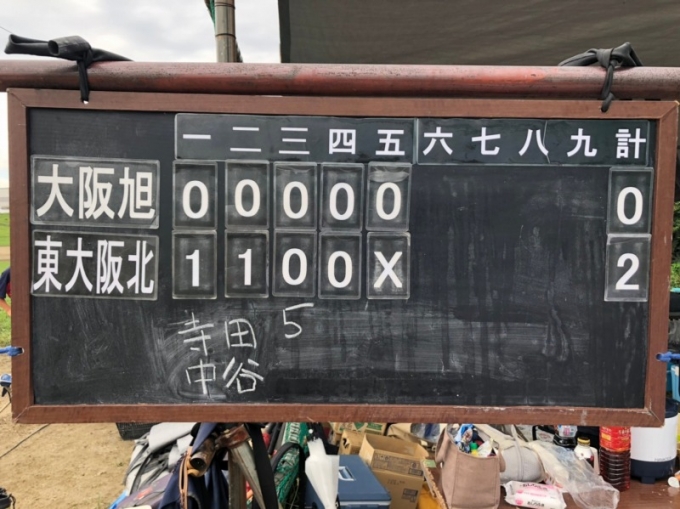 一 二 三 四 五 六 七 八 九 計
大阪旭 0 0 0 0 0 0
東大阪北 1 1 0 0 X 2
寺田 5
中谷